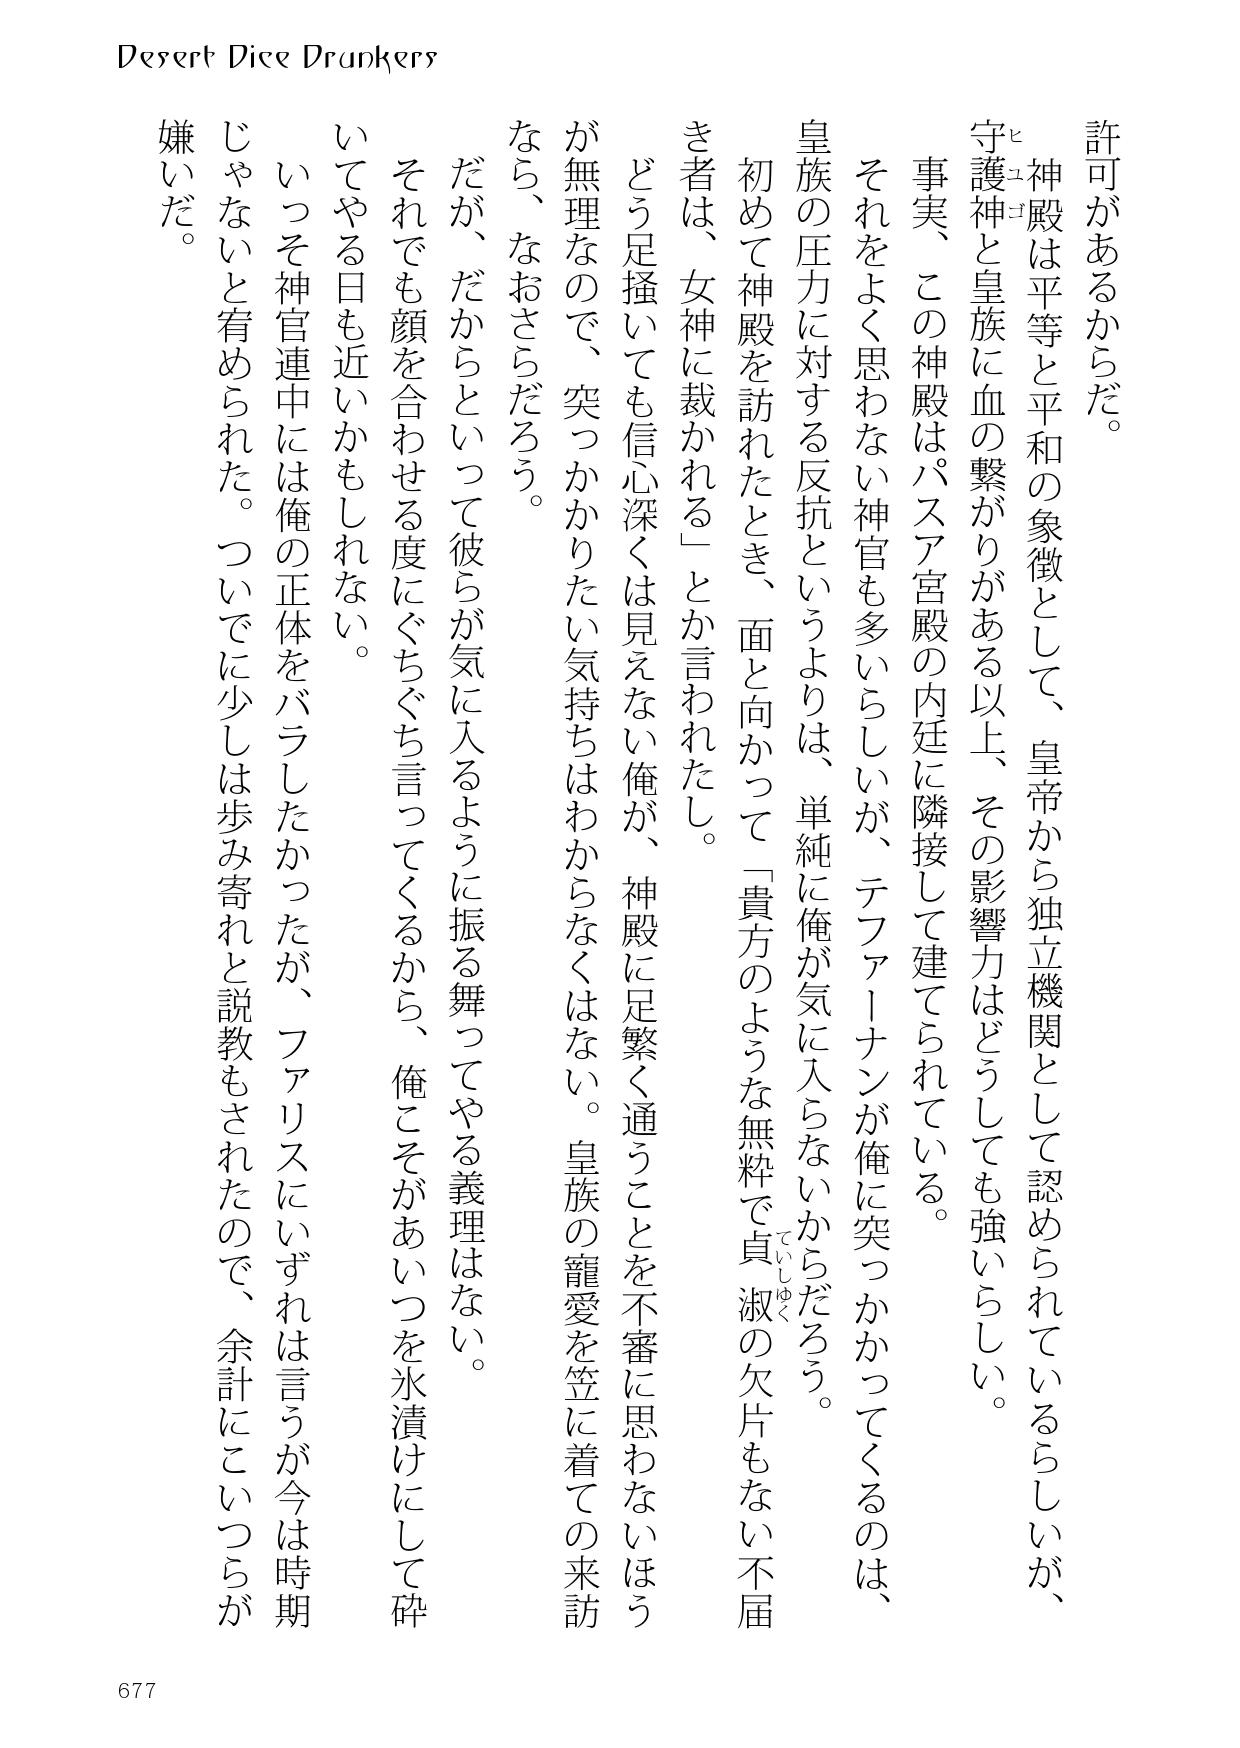 Desert Dice Drunkers
許可があるからだ。
　神殿は平等と平和の象徴として、皇帝から独立機関として認められているらしいが、
守護神と皇族に血の繋がりがある以上、その影響力はどうしても強いらしい。
ヒユゴ
　事実、この神殿はパスア宮殿の内廷に隣接して建てられている。
　それをよく思わない神官も多いらしいが、テファーナンが俺に突っかかってくるのは、
皇族の圧力に対する反抗というよりは、単純に俺が気に入らないからだろう。
　初めて神殿を訪れたとき、面と向かって「貴方のような無粋で貞淑の欠片もない不届
ていしゆく
き者は、女神に裁かれる」とか言われたし。
　どう足掻いても信心深くは見えない俺が、神殿に足繁く通うことを不審に思わないほう
が無理なので、突っかかりたい気持ちはわからなくはない。皇族の寵愛を笠に着ての来訪
なら、なおさらだろう。
　だが、だからといって彼らが気に入るように振る舞ってやる義理はない。
　それでも顔を合わせる度にぐちぐち言ってくるから、俺こそがあいつを氷漬けにして砕
いてやる日も近いかもしれない。
　いっそ神官連中には俺の正体をバラしたかったが、ファリスにいずれは言うが今は時期
じゃないと宥められた。ついでに少しは歩み寄れと説教もされたので、余計にこいつらが
嫌いだ。
677